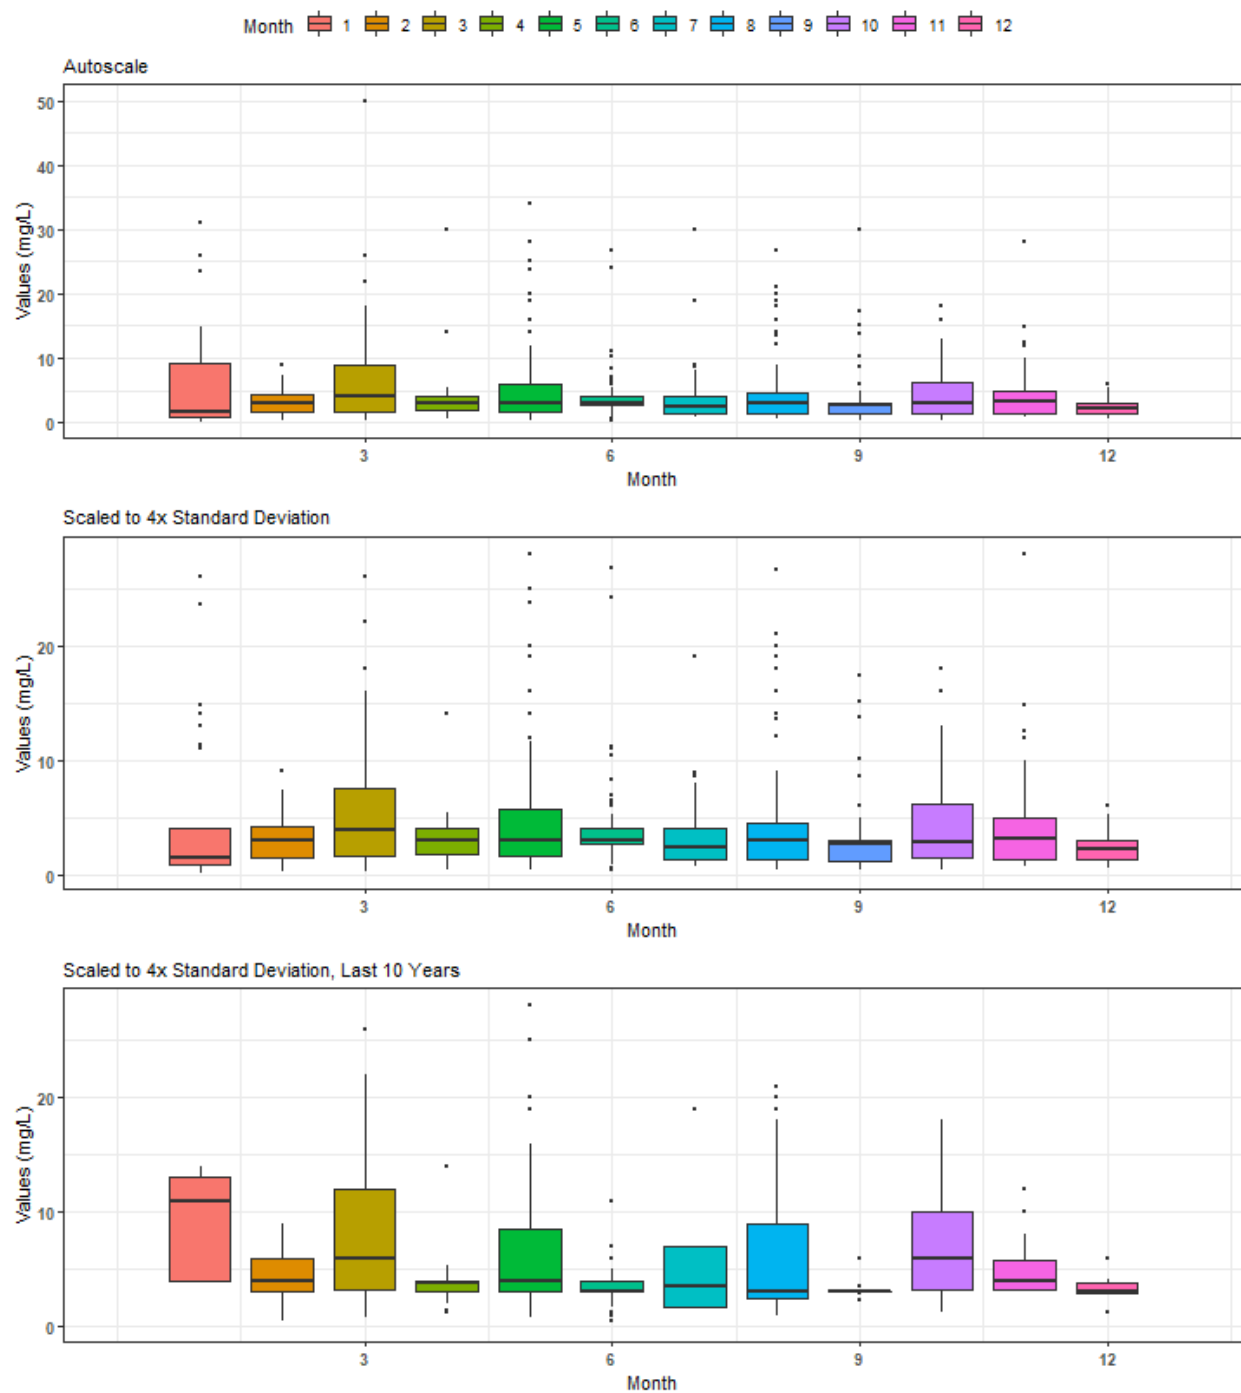 Month 1 2 3 4 5 6 7 8 9 10 11 12
Autoscale
Values (mg/L)
50
40
30
20
10
0
3 6 9 12
Month
Scaled to 4x Standard Deviation
Values (mg/L)
20
10
0
3 6 9 12
Month
Scaled to 4x Standard Deviation, Last 10 Years
Values (mg/L)
20
10
0
3 6 9 12
Month